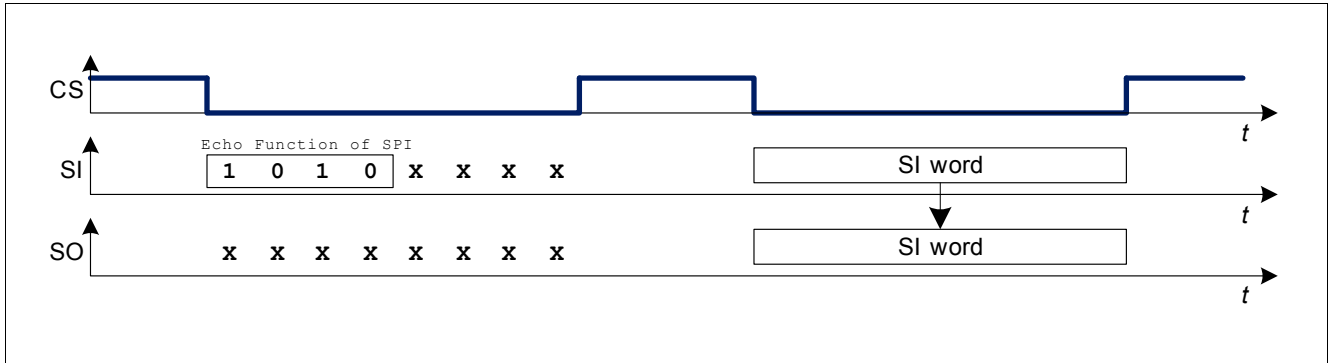 CS
t
Echo Function of SPI
SI
1 0 1 0 x x x x
SI word
t
SO
x x x x x x x x
SI word
t